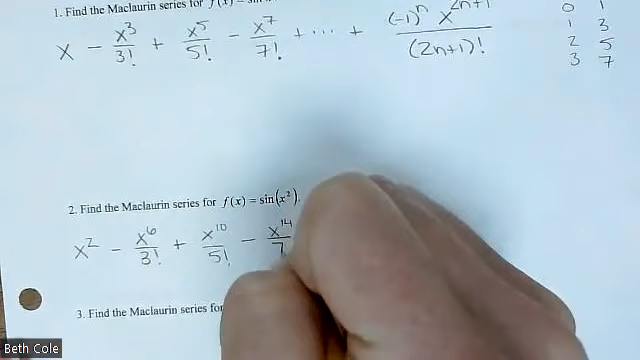 1. Find the Maclaurin series for f(x) = sin
x - x³/3! + x⁵/5! - x⁷/7! + ... + (-1)ⁿ x²ⁿ⁺¹/(2n+1)!
0 1
1 3
2 5
3 7
2. Find the Maclaurin series for f(x) = sin(x²).
x² - x⁶/3! + x¹⁰/5! - x¹⁴/7
3. Find the Maclaurin series for
Beth Cole